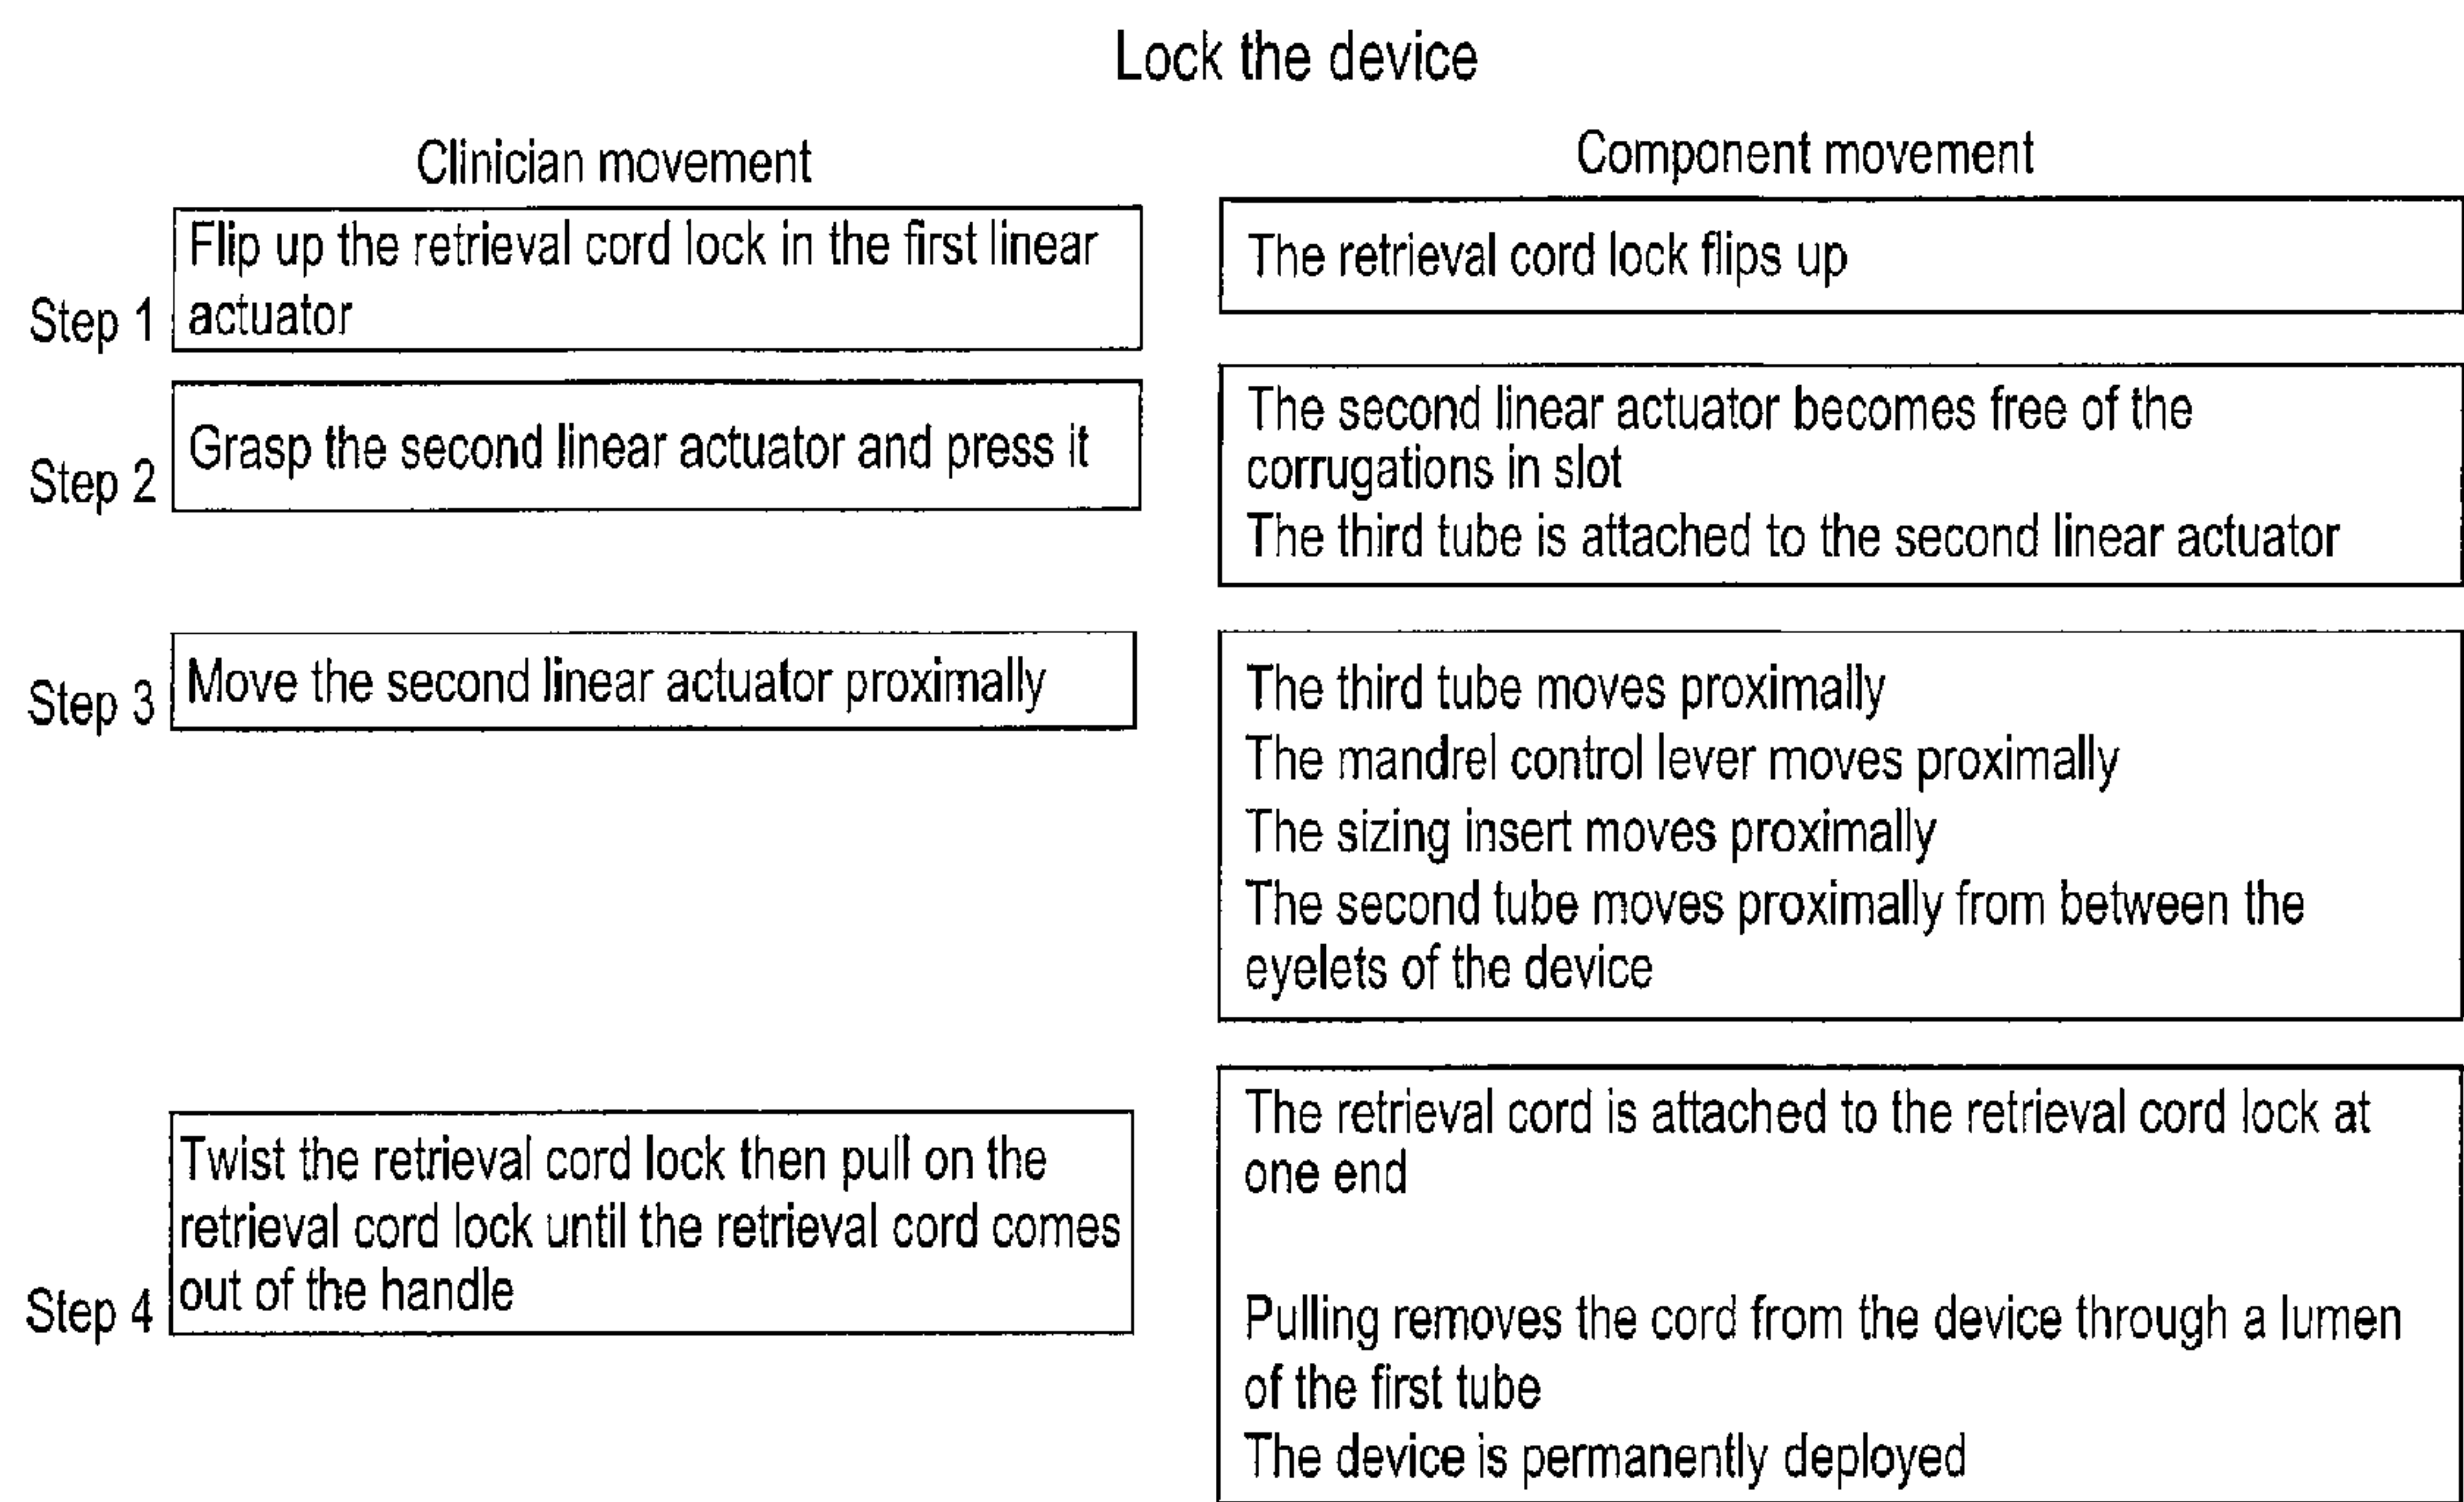 Lock the device
Clinician movement
Component movement
Step 1
Flip up the retrieval cord lock in the first linear
actuator
The retrieval cord lock flips up
Step 2
Grasp the second linear actuator and press it
The second linear actuator becomes free of the
corrugations in slot
The third tube is attached to the second linear actuator
Step 3
Move the second linear actuator proximally
The third tube moves proximally
The mandrel control lever moves proximally
The sizing insert moves proximally
The second tube moves proximally from between the
eyelets of the device
Step 4
Twist the retrieval cord lock then pull on the
retrieval cord lock until the retrieval cord comes
out of the handle
The retrieval cord is attached to the retrieval cord lock at
one end
Pulling removes the cord from the device through a lumen
of the first tube
The device is permanently deployed